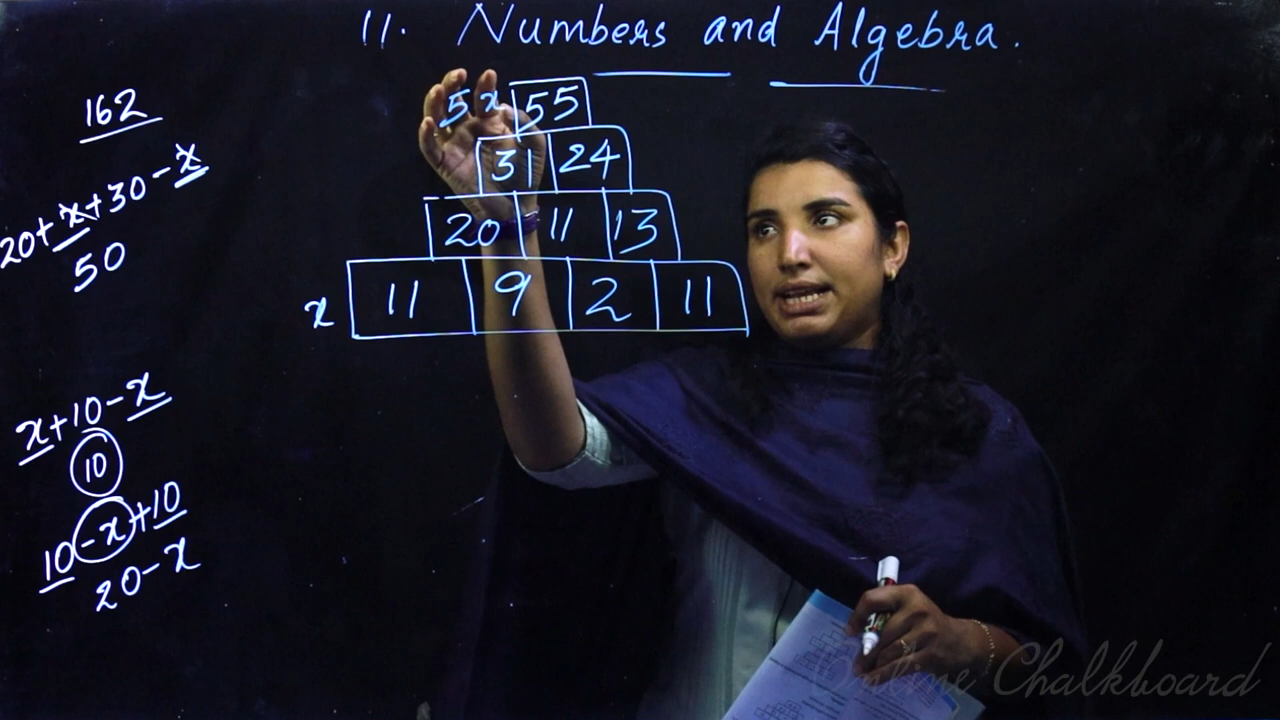 11. Numbers and Algebra.
162
20+x+30-x
50
5x 55
31 24
20 11 13
x 11 9 2 11
x+10-x
10
10-x+10
20-x
Online Chalkboard